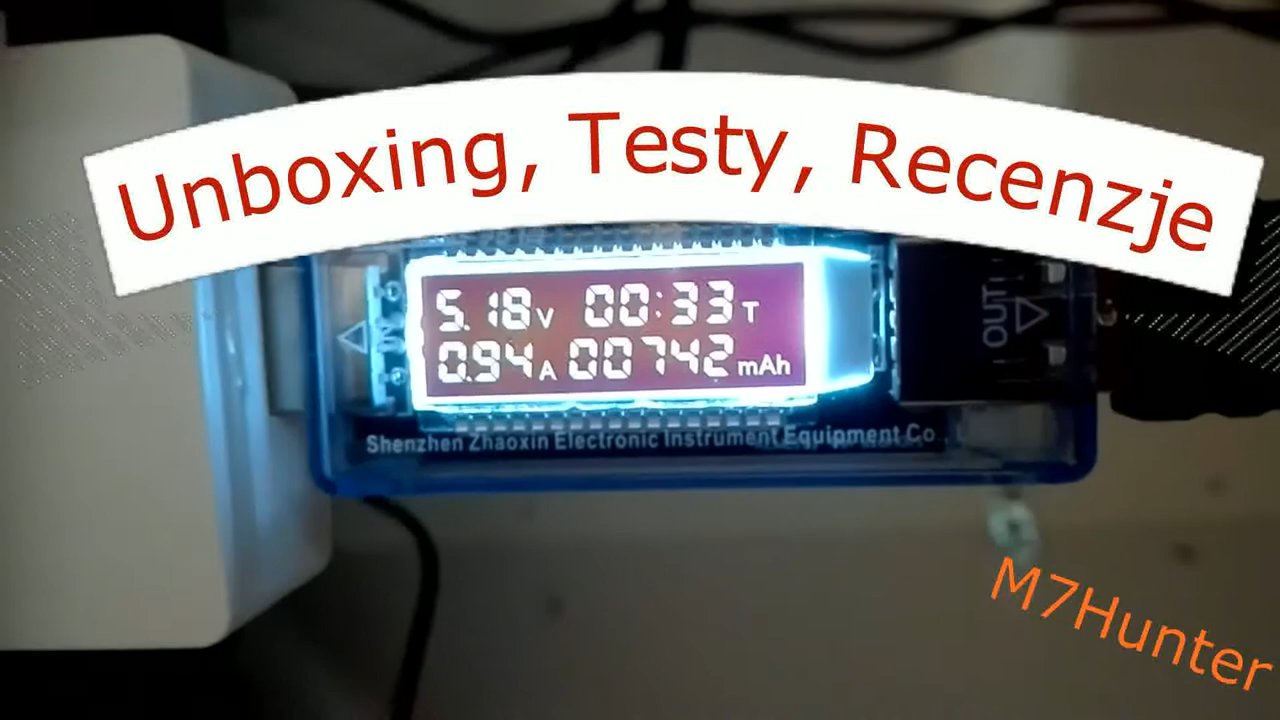 Unboxing, Testy, Recenzje
5.18V 00:33T
0.94A 00742mAh
OUT
Shenzhen Zhaoxin Electronic Instrument Equipment Co.
M7Hunter